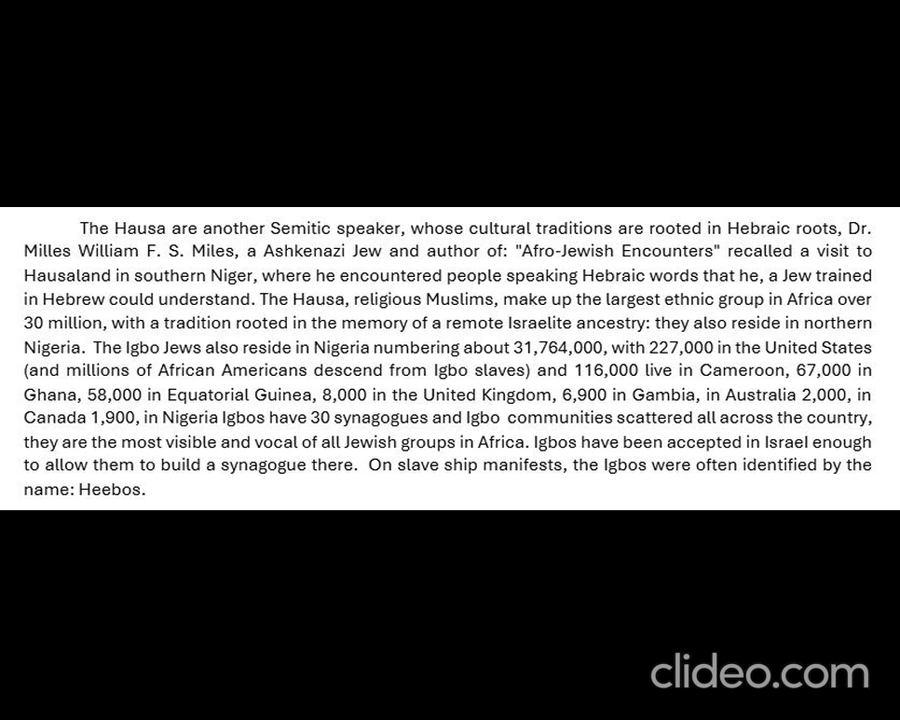 The Hausa are another Semitic speaker, whose cultural traditions are rooted in Hebraic roots, Dr.
Milles William F. S. Miles, a Ashkenazi Jew and author of: "Afro-Jewish Encounters" recalled a visit to
Hausaland in southern Niger, where he encountered people speaking Hebraic words that he, a Jew trained
in Hebrew could understand. The Hausa, religious Muslims, make up the largest ethnic group in Africa over
30 million, with a tradition rooted in the memory of a remote Israelite ancestry: they also reside in northern
Nigeria.  The Igbo Jews also reside in Nigeria numbering about 31,764,000, with 227,000 in the United States
(and millions of African Americans descend from Igbo slaves) and 116,000 live in Cameroon, 67,000 in
Ghana, 58,000 in Equatorial Guinea, 8,000 in the United Kingdom, 6,900 in Gambia, in Australia 2,000, in
Canada 1,900, in Nigeria Igbos have 30 synagogues and Igbo  communities scattered all across the country,
they are the most visible and vocal of all Jewish groups in Africa. Igbos have been accepted in Israel enough
to allow them to build a synagogue there.  On slave ship manifests, the Igbos were often identified by the
name: Heebos.
clideo.com